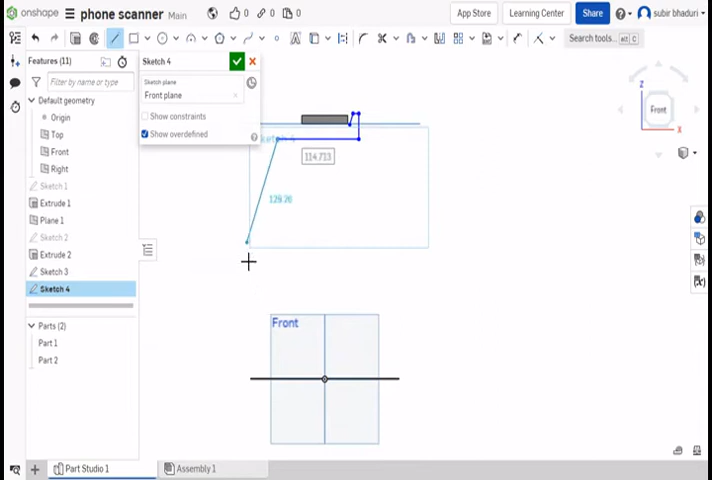 onshape
phone scanner Main
0
0
0
App Store
Learning Center
Share
subir bhaduri
Search tools...
alt
C
Features (11)
Filter by name or type
Default geometry
Origin
Top
Front
Right
Sketch 1
Extrude 1
Plane 1
Sketch 2
Extrude 2
Sketch 3
Sketch 4
Parts (2)
Part 1
Part 2
Sketch 4
Sketch plane
Front plane
Show constraints
Show overdefined
114.713
129.26
Front
Z
Front
X
Part Studio 1
Assembly 1